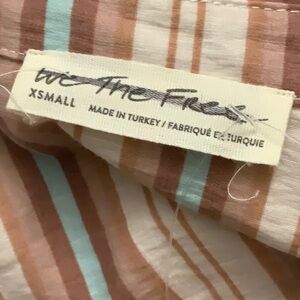 We The Free
XSMALL
MADE IN TURKEY / FABRIQUÉ EN TURQUIE